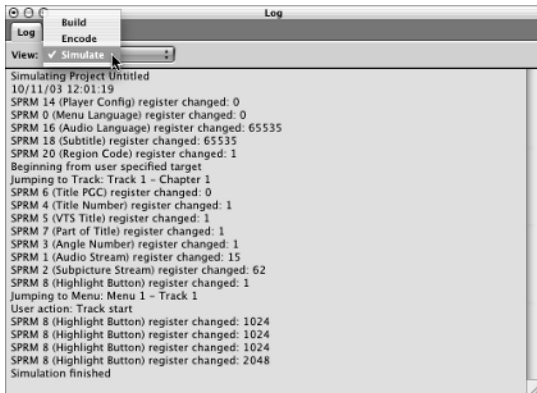 Log
Build
Log
Encode
View: ✓ Simulate
Simulating Project Untitled
10/11/03 12:01:19
SPRM 14 (Player Config) register changed: 0
SPRM 0 (Menu Language) register changed: 0
SPRM 16 (Audio Language) register changed: 65535
SPRM 18 (Subtitle) register changed: 65535
SPRM 20 (Region Code) register changed: 1
Beginning from user specified target
Jumping to Track: Track 1 - Chapter 1
SPRM 6 (Title PGC) register changed: 0
SPRM 4 (Title Number) register changed: 1
SPRM 5 (VTS Title) register changed: 1
SPRM 7 (Part of Title) register changed: 1
SPRM 3 (Angle Number) register changed: 1
SPRM 1 (Audio Stream) register changed: 15
SPRM 2 (Subpicture Stream) register changed: 62
SPRM 8 (Highlight Button) register changed: 1
Jumping to Menu: Menu 1 - Track 1
User action: Track start
SPRM 8 (Highlight Button) register changed: 1024
SPRM 8 (Highlight Button) register changed: 1024
SPRM 8 (Highlight Button) register changed: 1024
SPRM 8 (Highlight Button) register changed: 2048
Simulation finished